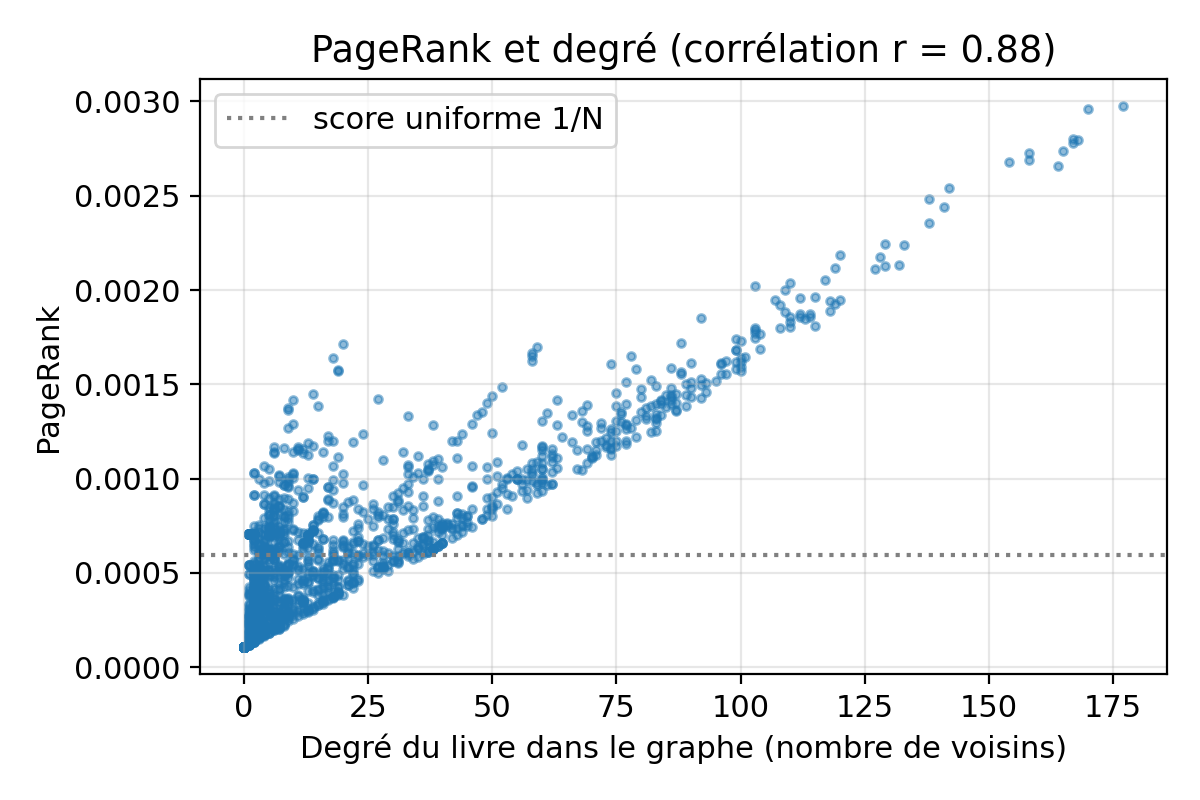 PageRank et degré (corrélation r = 0.88)
score uniforme 1/N
PageRank
0.0030
0.0025
0.0020
0.0015
0.0010
0.0005
0.0000
0 25 50 75 100 125 150 175
Degré du livre dans le graphe (nombre de voisins)